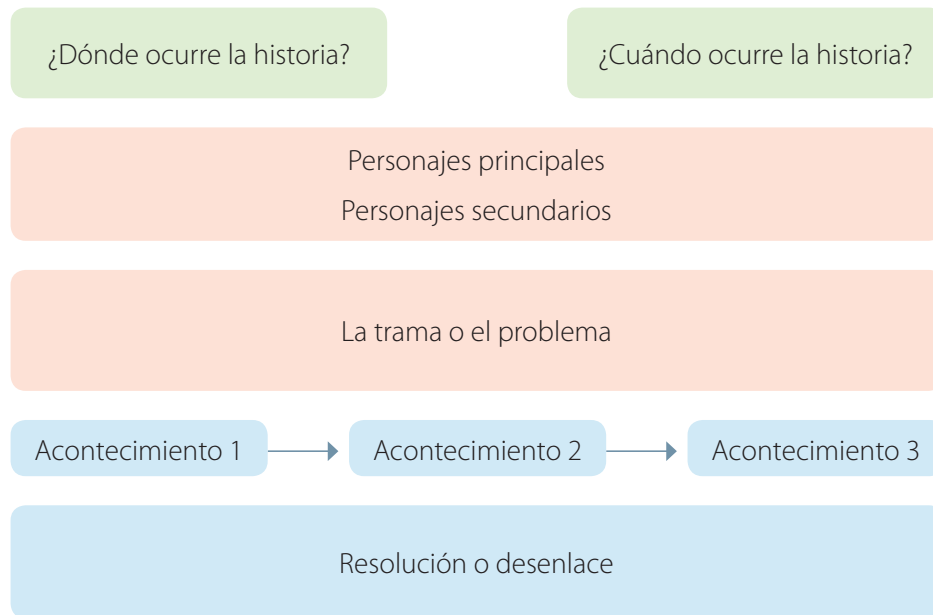 ¿Dónde ocurre la historia?
¿Cuándo ocurre la historia?
Personajes principales
Personajes secundarios
La trama o el problema
Acontecimiento 1
Acontecimiento 2
Acontecimiento 3
Resolución o desenlace